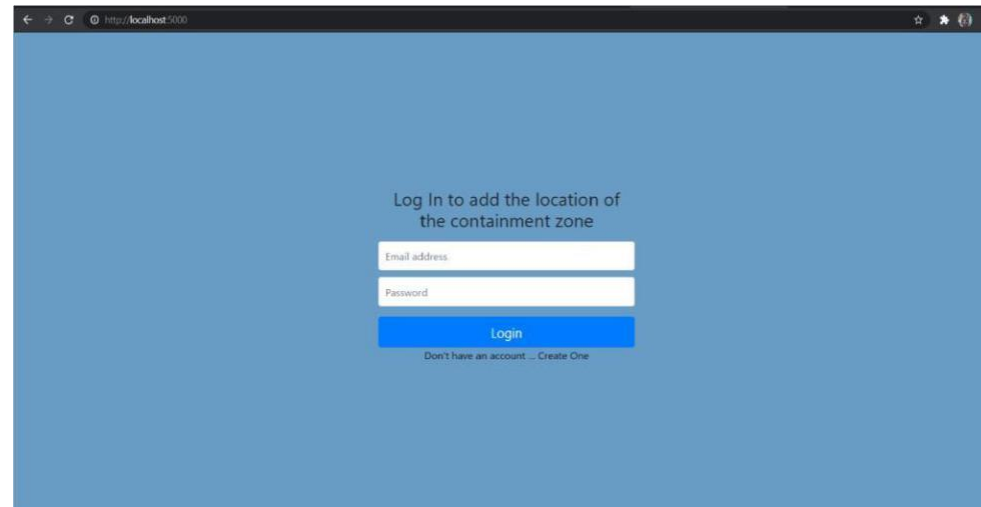 http://localhost:5000
Log In to add the location of
the containment zone
Email address
Password
Login
Don't have an account ... Create One